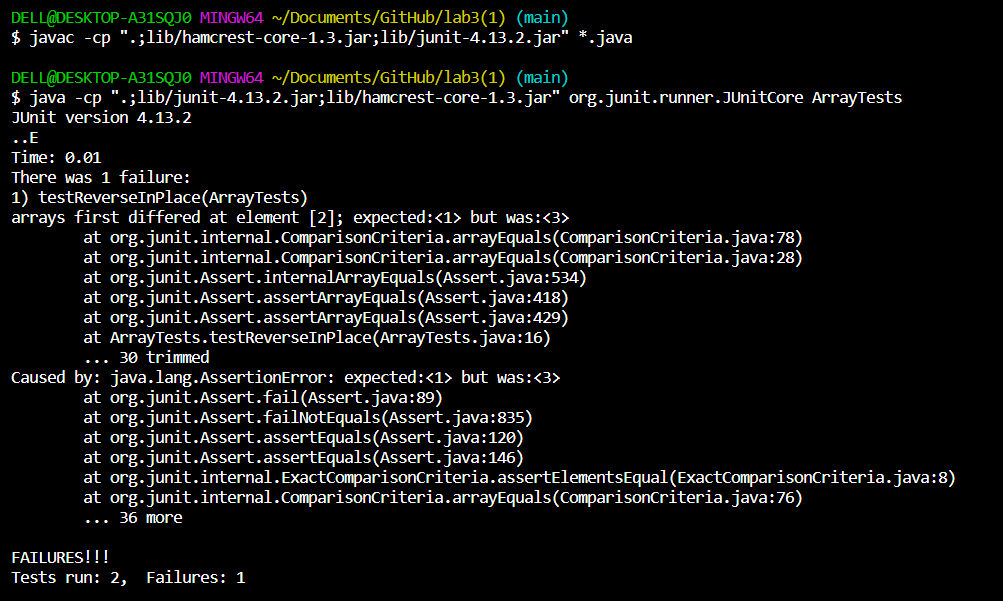 DELL@DESKTOP-A31SQJ0 MINGW64 ~/Documents/GitHub/lab3(1) (main)
$ javac -cp ".;lib/hamcrest-core-1.3.jar;lib/junit-4.13.2.jar" *.java
DELL@DESKTOP-A31SQJ0 MINGW64 ~/Documents/GitHub/lab3(1) (main)
$ java -cp ".;lib/junit-4.13.2.jar;lib/hamcrest-core-1.3.jar" org.junit.runner.JUnitCore ArrayTests
JUnit version 4.13.2
..E
Time: 0.01
There was 1 failure:
1) testReverseInPlace(ArrayTests)
arrays first differed at element [2]; expected:<1> but was:<3>
        at org.junit.internal.ComparisonCriteria.arrayEquals(ComparisonCriteria.java:78)
        at org.junit.internal.ComparisonCriteria.arrayEquals(ComparisonCriteria.java:28)
        at org.junit.Assert.internalArrayEquals(Assert.java:534)
        at org.junit.Assert.assertArrayEquals(Assert.java:418)
        at org.junit.Assert.assertArrayEquals(Assert.java:429)
        at ArrayTests.testReverseInPlace(ArrayTests.java:16)
        ... 30 trimmed
Caused by: java.lang.AssertionError: expected:<1> but was:<3>
        at org.junit.Assert.fail(Assert.java:89)
        at org.junit.Assert.failNotEquals(Assert.java:835)
        at org.junit.Assert.assertEquals(Assert.java:120)
        at org.junit.Assert.assertEquals(Assert.java:146)
        at org.junit.internal.ExactComparisonCriteria.assertElementsEqual(ExactComparisonCriteria.java:8)
        at org.junit.internal.ComparisonCriteria.arrayEquals(ComparisonCriteria.java:76)
        ... 36 more
FAILURES!!!
Tests run: 2,  Failures: 1